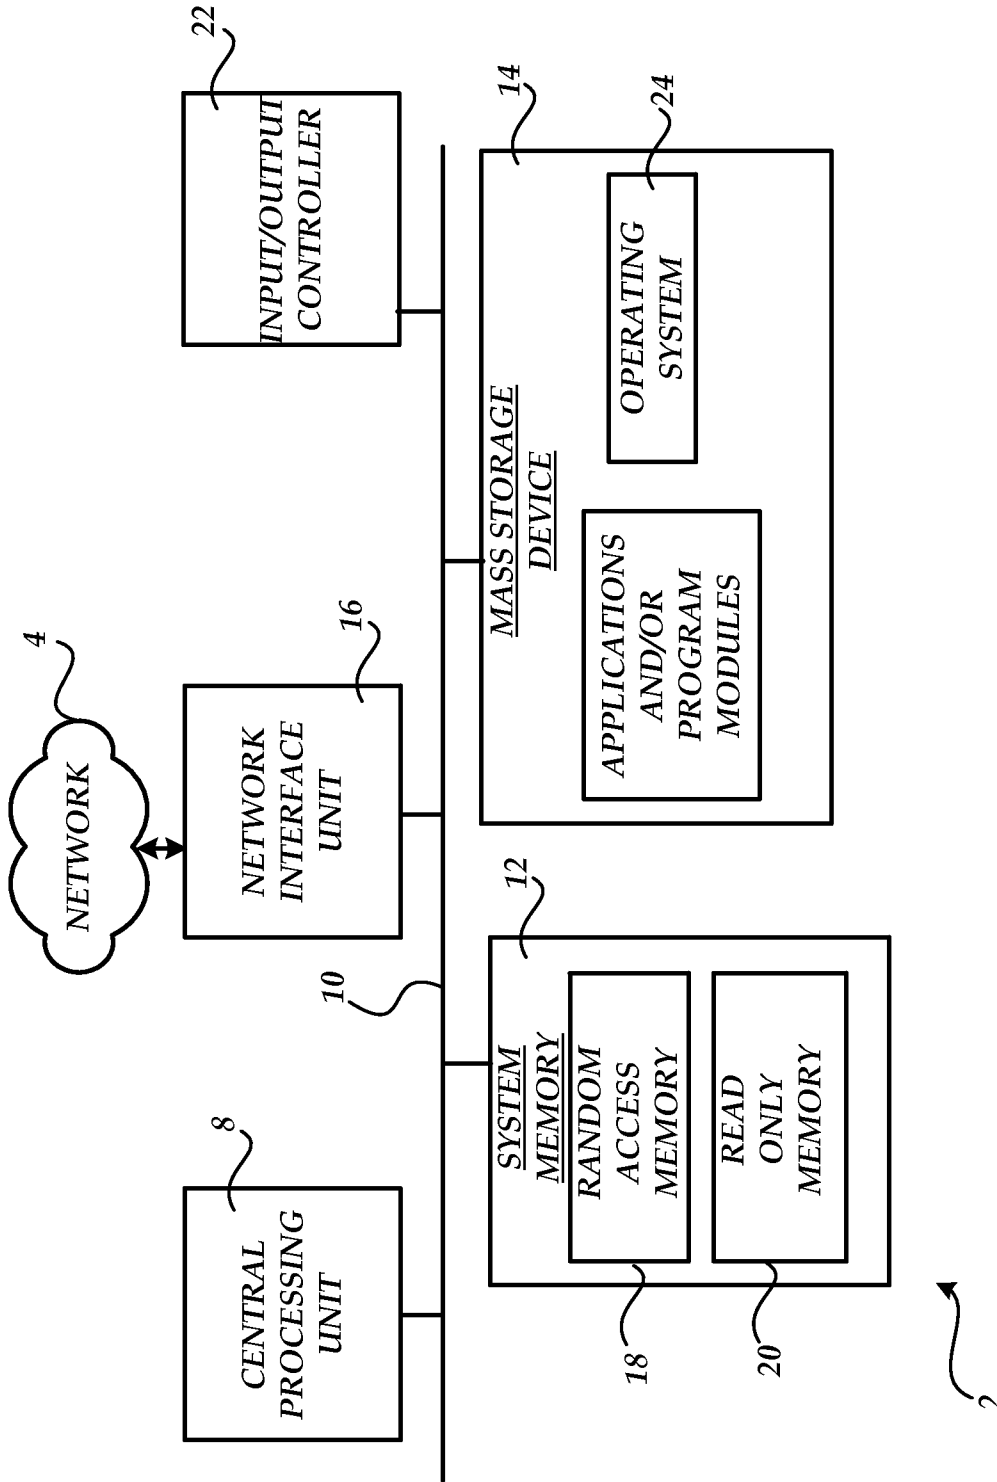 4
NETWORK
8
CENTRAL
PROCESSING
UNIT
NETWORK
INTERFACE
UNIT
16
22
INPUT/OUTPUT
CONTROLLER
10
SYSTEM
MEMORY
12
RANDOM
ACCESS
MEMORY
18
READ
ONLY
MEMORY
20
MASS STORAGE
DEVICE
14
APPLICATIONS
AND/OR
PROGRAM
MODULES
OPERATING
SYSTEM
24